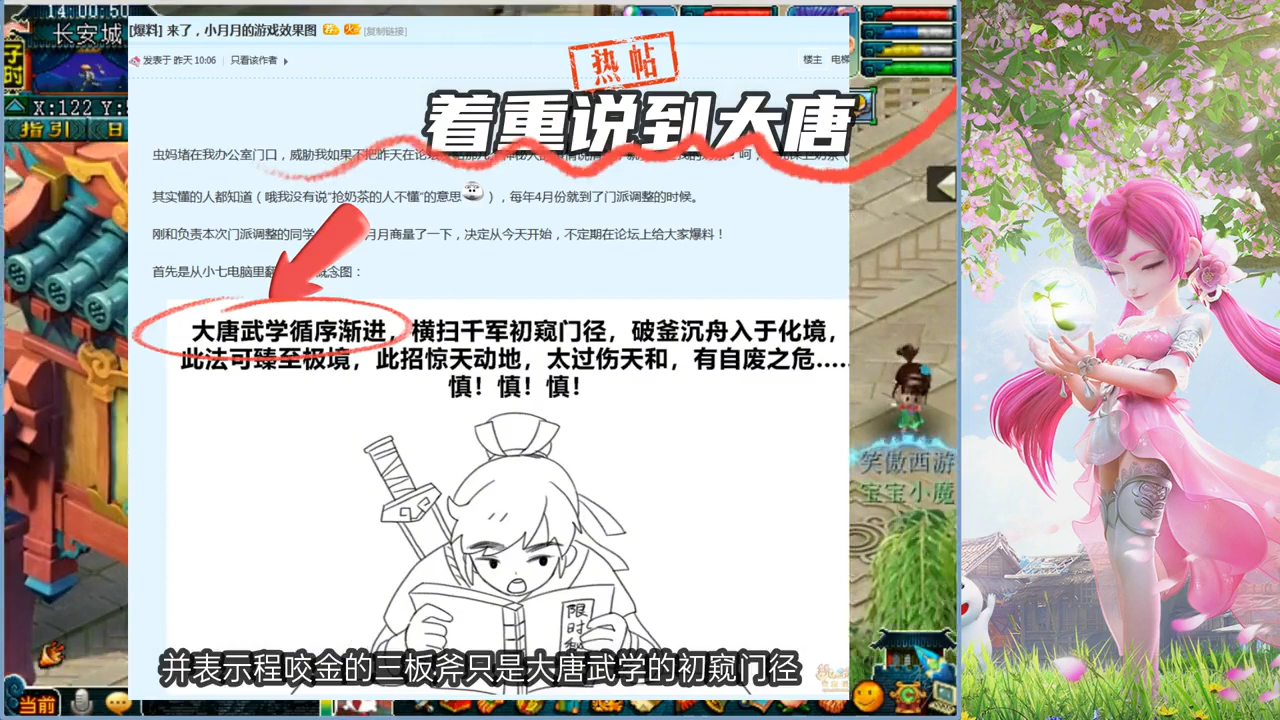 14:00:50
长安城
子时
X:122 Y:
指引
日
[爆料] 来了，小月月的游戏效果图
[复制链接]
发表于 昨天 10:06 | 只看该作者
楼主 电梯
热帖
着重说到大唐
虫妈堵在我办公室门口，威胁我如果不把昨天在论坛
其实懂的人都知道（哦我没有说“抢奶茶的人不懂”的意思），每年4月份就到了门派调整的时候。
刚和负责本次门派调整的同学 月月商量了一下，决定从今天开始，不定期在论坛上给大家爆料！
首先是从小七电脑里翻 概念图：
大唐武学循序渐进，横扫千军初窥门径，破釜沉舟入于化境，
此法可臻至极境，此招惊天动地，太过伤天和，有自废之危.....
慎！慎！慎！
笑傲西游
宝宝小魔
限时
并表示程咬金的三板斧只是大唐武学的初窥门径
当前